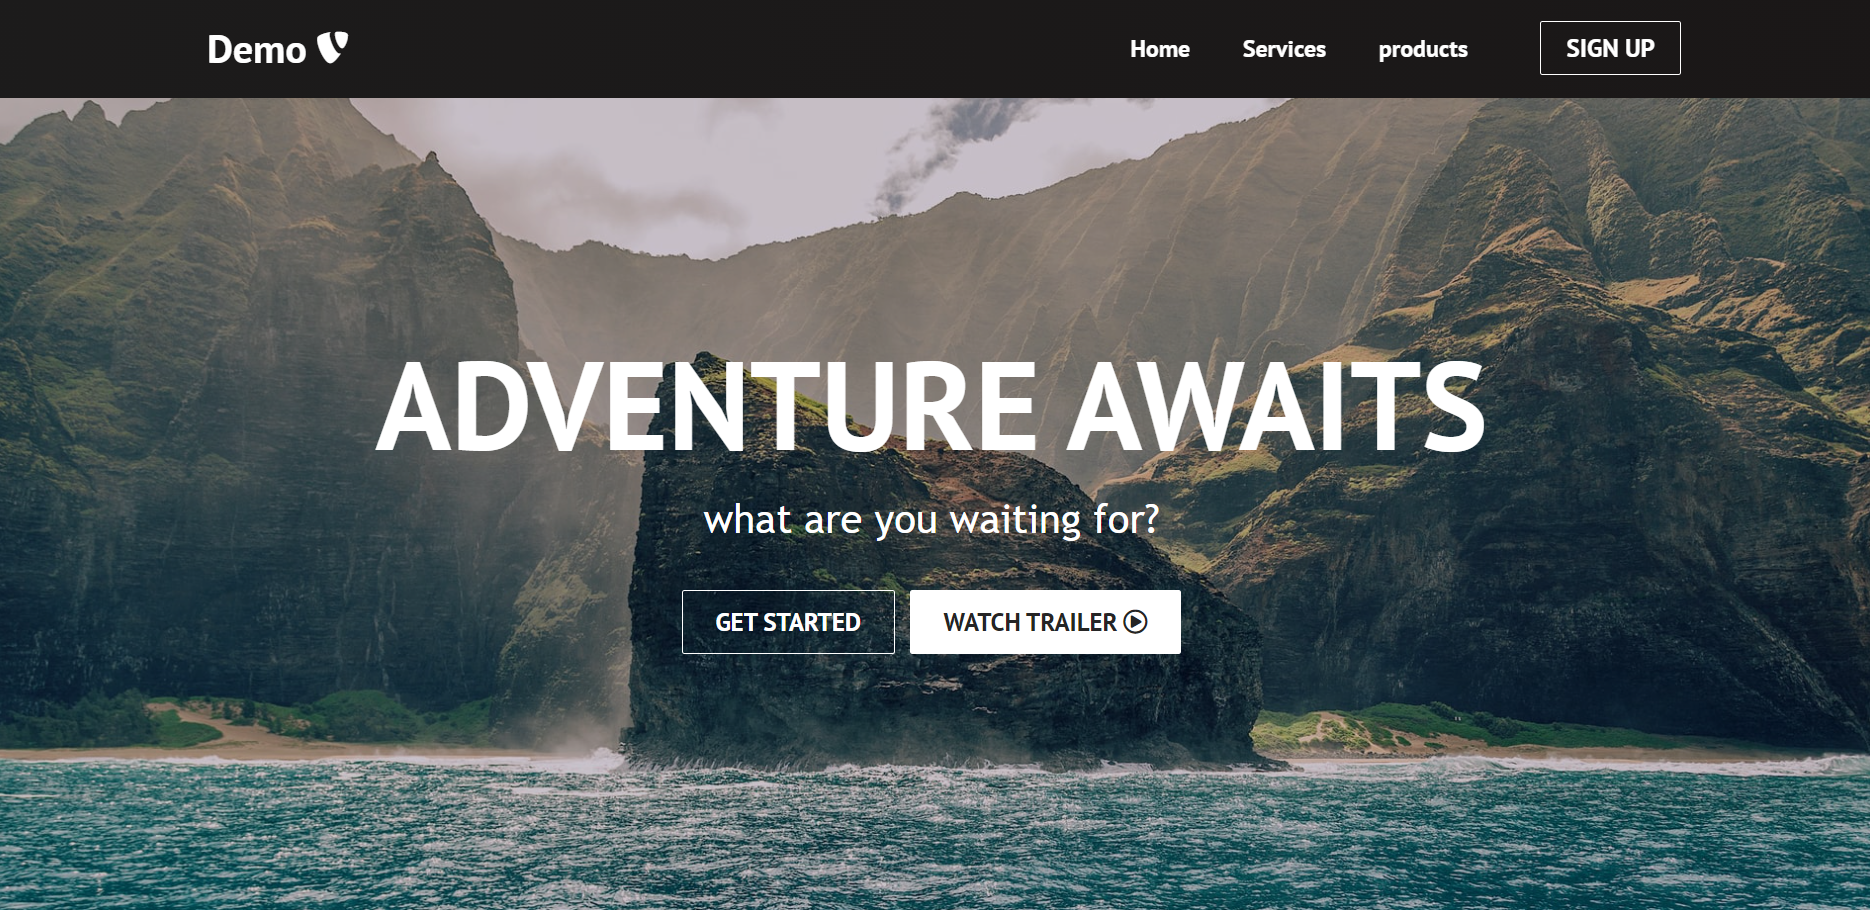 Demo
Home Services products SIGN UP
ADVENTURE AWAITS
what are you waiting for?
GET STARTED WATCH TRAILER